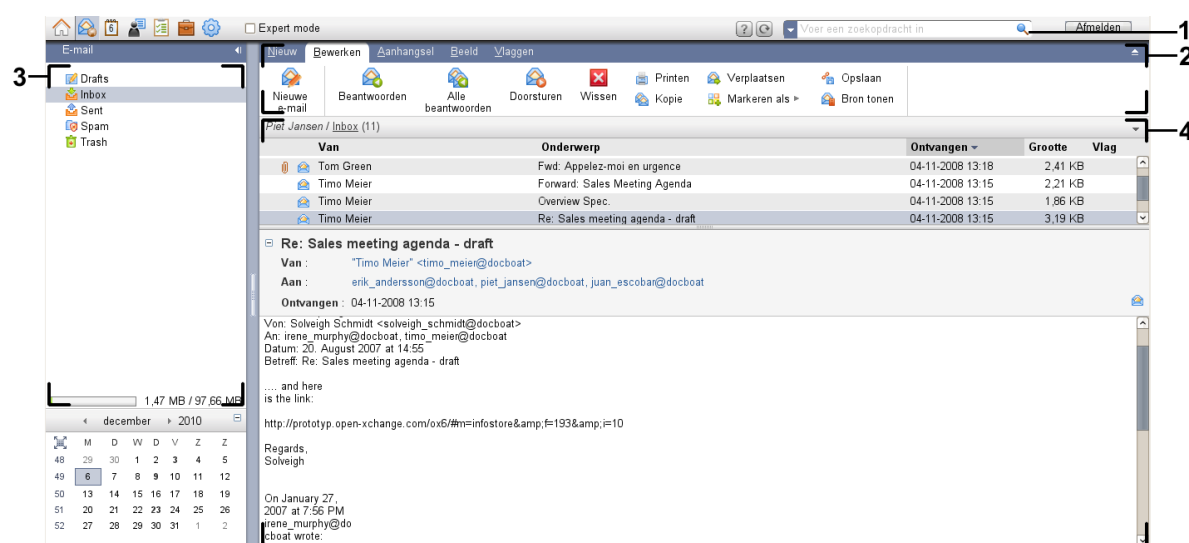 6 Expert mode ? Voer een zoekopdracht in Afmelden 1
E-mail Nieuw Bewerken Aanhangsel Beeld Vlaggen 2
3
Drafts
Inbox
Sent
Spam
Trash
Nieuwe e-mail Beantwoorden Alle beantwoorden Doorsturen Wissen Printen Verplaatsen Opslaan
Kopie Markeren als Bron tonen
Piet Jansen / Inbox (11) 4
Van Onderwerp Ontvangen Grootte Vlag
Tom Green Fwd: Appelez-moi en urgence 04-11-2008 13:18 2,41 KB
Timo Meier Forward: Sales Meeting Agenda 04-11-2008 13:15 2,21 KB
Timo Meier Overview Spec. 04-11-2008 13:15 1,86 KB
Timo Meier Re: Sales meeting agenda - draft 04-11-2008 13:15 3,19 KB
Re: Sales meeting agenda - draft
Van : "Timo Meier" <timo_meier@docboat>
Aan : erik_andersson@docboat, piet_jansen@docboat, juan_escobar@docboat
Ontvangen : 04-11-2008 13:15
Von: Solveigh Schmidt <solveigh_schmidt@docboat>
An: irene_murphy@docboat, timo_meier@docboat
Datum: 20. August 2007 at 14:55
Betreff: Re: Sales meeting agenda - draft
.... and here
is the link:
http://prototyp.open-xchange.com/ox6/#m=infostore&amp;f=193&amp;i=10
Regards,
Solveigh
On January 27,
2007 at 7:56 PM
irene_murphy@do
cboat wrote:
1,47 MB / 97,66 MB
december 2010
M D W D V Z Z
48 29 30 1 2 3 4 5
49 6 7 8 9 10 11 12
50 13 14 15 16 17 18 19
51 20 21 22 23 24 25 26
52 27 28 29 30 31 1 2